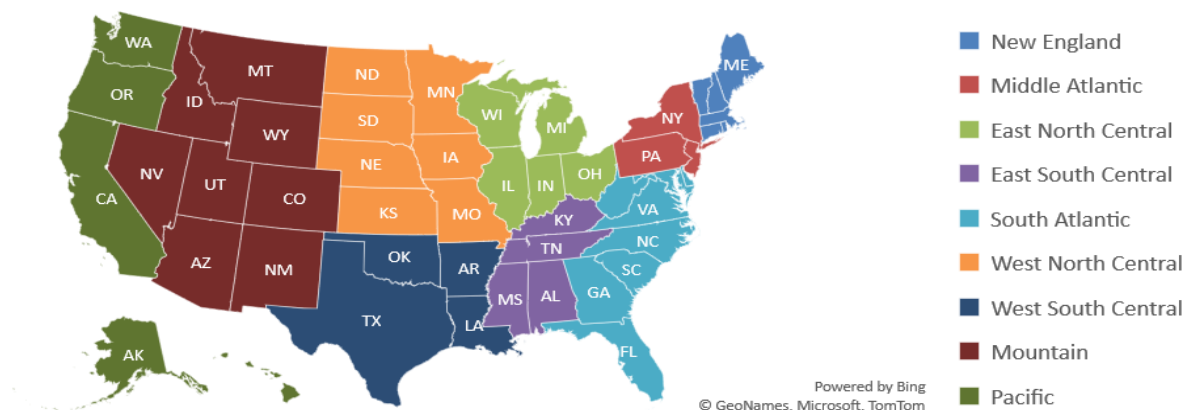 WA
MT
ND
MN
ME
OR
ID
WI
MI
NY
WY
SD
IA
PA
NE
NV
UT
CO
IL
IN
OH
CA
KS
MO
KY
VA
AZ
NM
OK
AR
TN
NC
SC
MS
AL
GA
TX
LA
FL
AK
New England
Middle Atlantic
East North Central
East South Central
South Atlantic
West North Central
West South Central
Mountain
Pacific
Powered by Bing
© GeoNames, Microsoft, TomTom